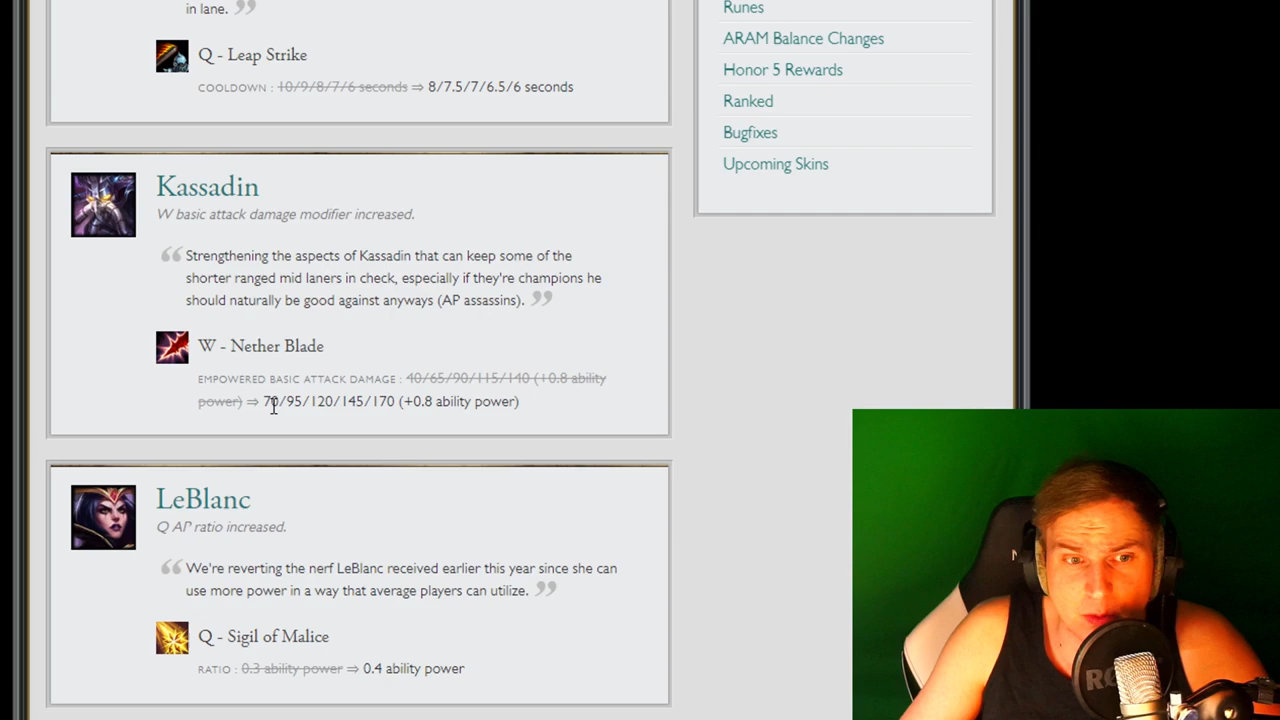 in lane.
Q - Leap Strike
COOLDOWN : 10/9/8/7/6 seconds ⇒ 8/7.5/7/6.5/6 seconds
Kassadin
W basic attack damage modifier increased.
“Strengthening the aspects of Kassadin that can keep some of the
shorter ranged mid laners in check, especially if they're champions he
should naturally be good against anyways (AP assassins). ”
W - Nether Blade
EMPOWERED BASIC ATTACK DAMAGE : 40/65/90/115/140 (+0.8 ability
power) ⇒ 70/95/120/145/170 (+0.8 ability power)
LeBlanc
Q AP ratio increased.
“We're reverting the nerf LeBlanc received earlier this year since she can
use more power in a way that average players can utilize. ”
Q - Sigil of Malice
RATIO : 0.3 ability power ⇒ 0.4 ability power
Runes
ARAM Balance Changes
Honor 5 Rewards
Ranked
Bugfixes
Upcoming Skins